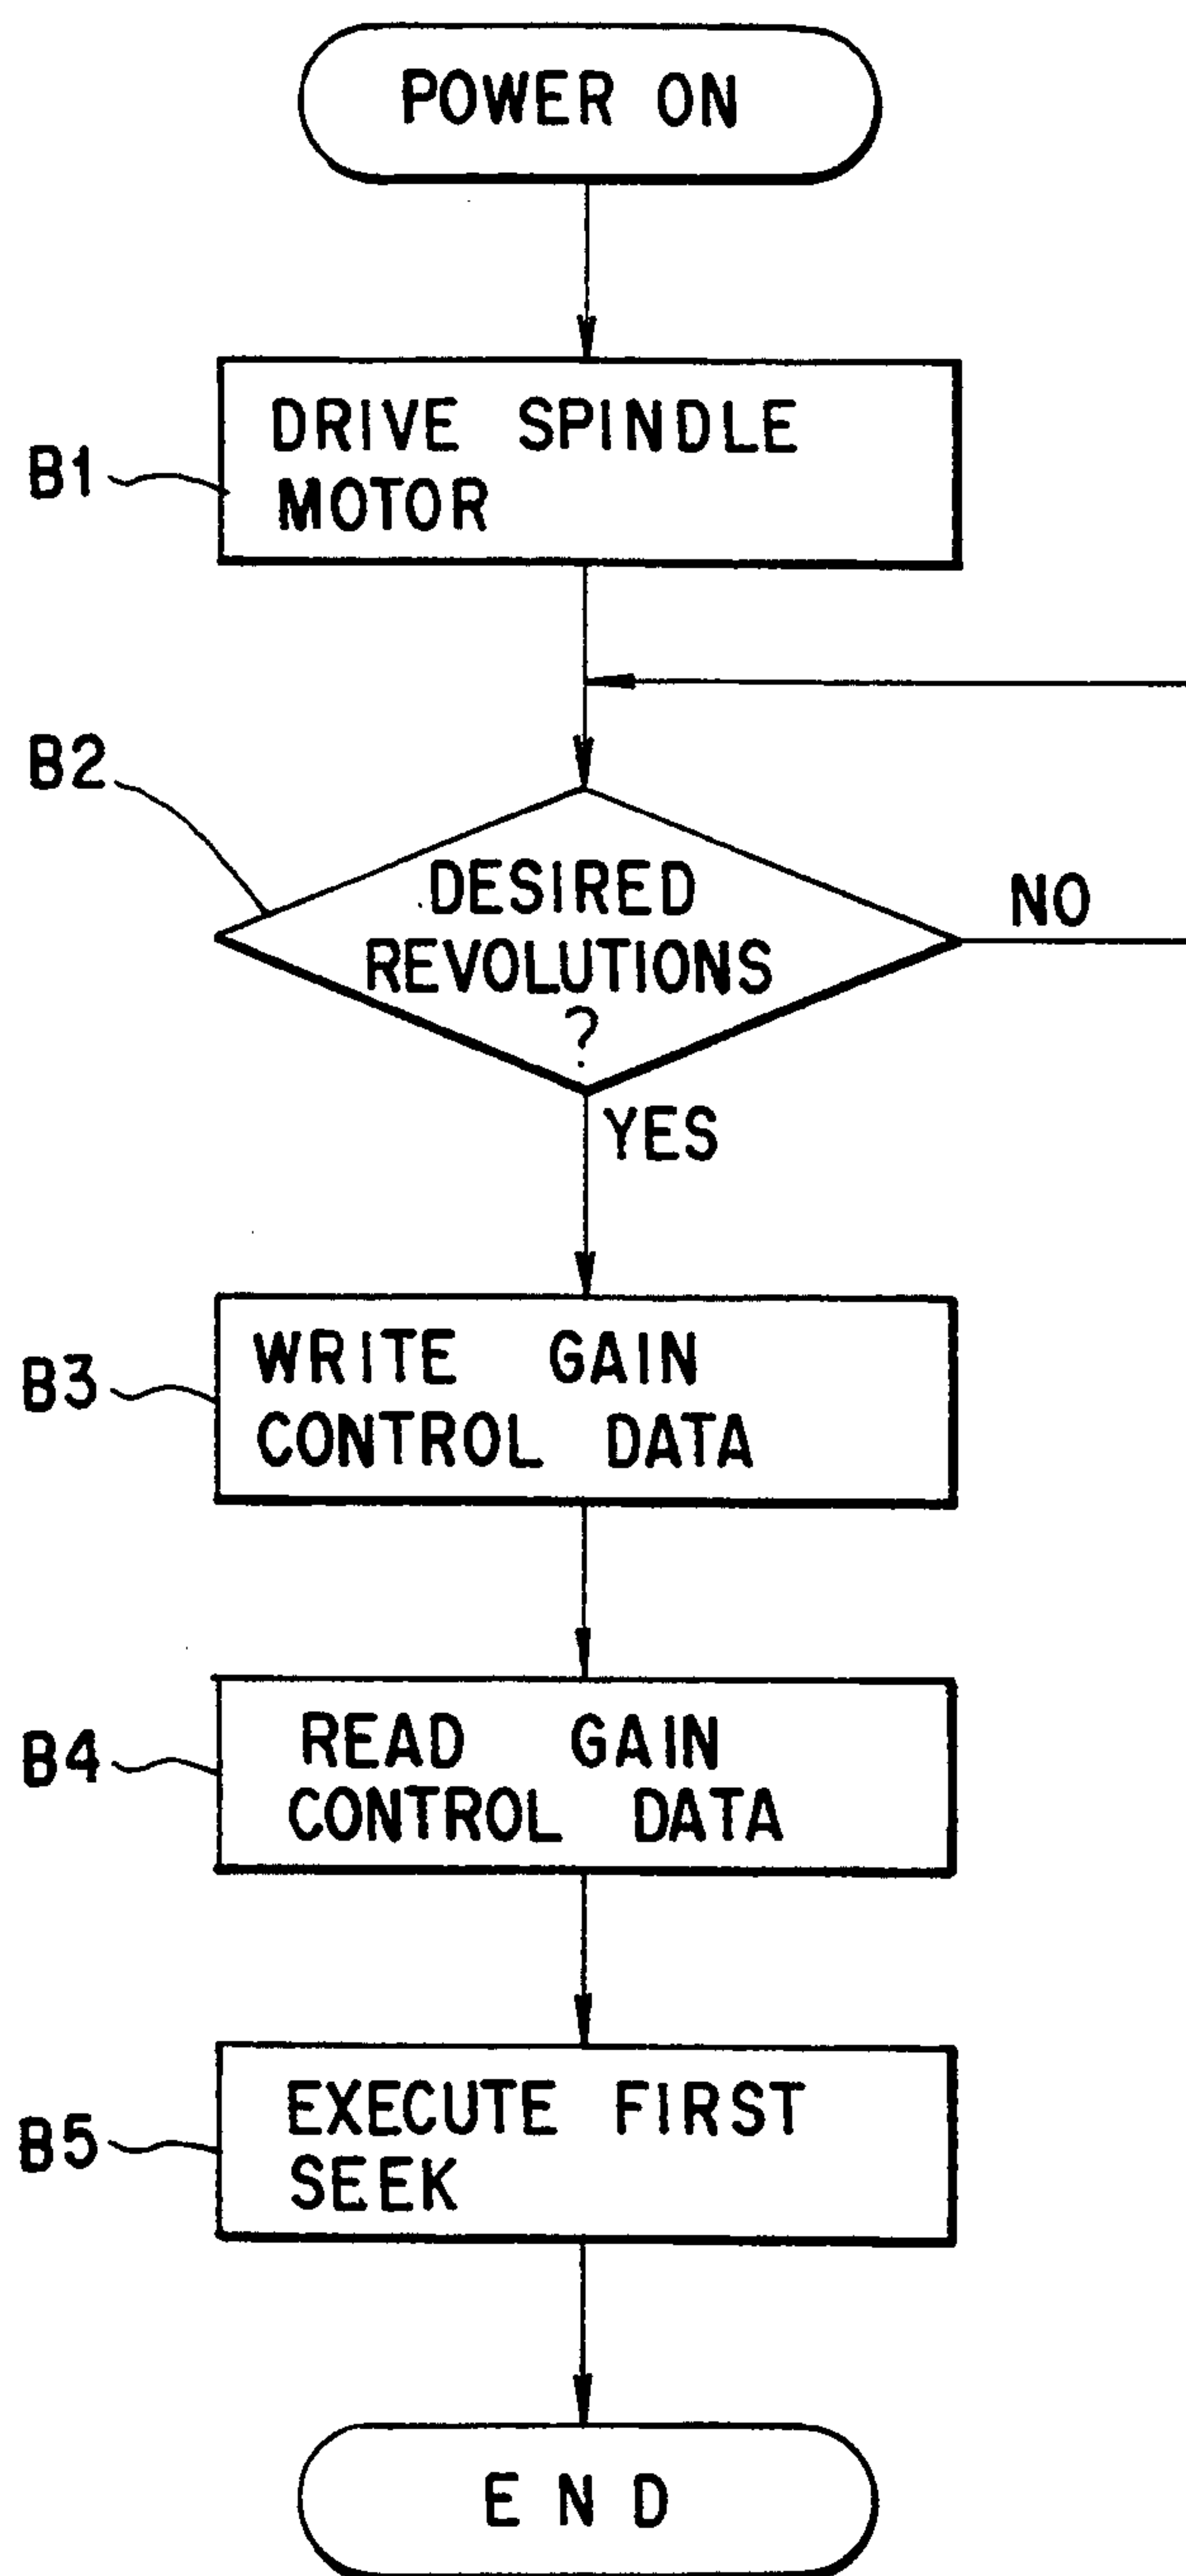 POWER ON
DRIVE SPINDLE
MOTOR
B1
B2
DESIRED
REVOLUTIONS
?
NO
YES
B3
WRITE GAIN
CONTROL DATA
B4
READ GAIN
CONTROL DATA
B5
EXECUTE FIRST
SEEK
END